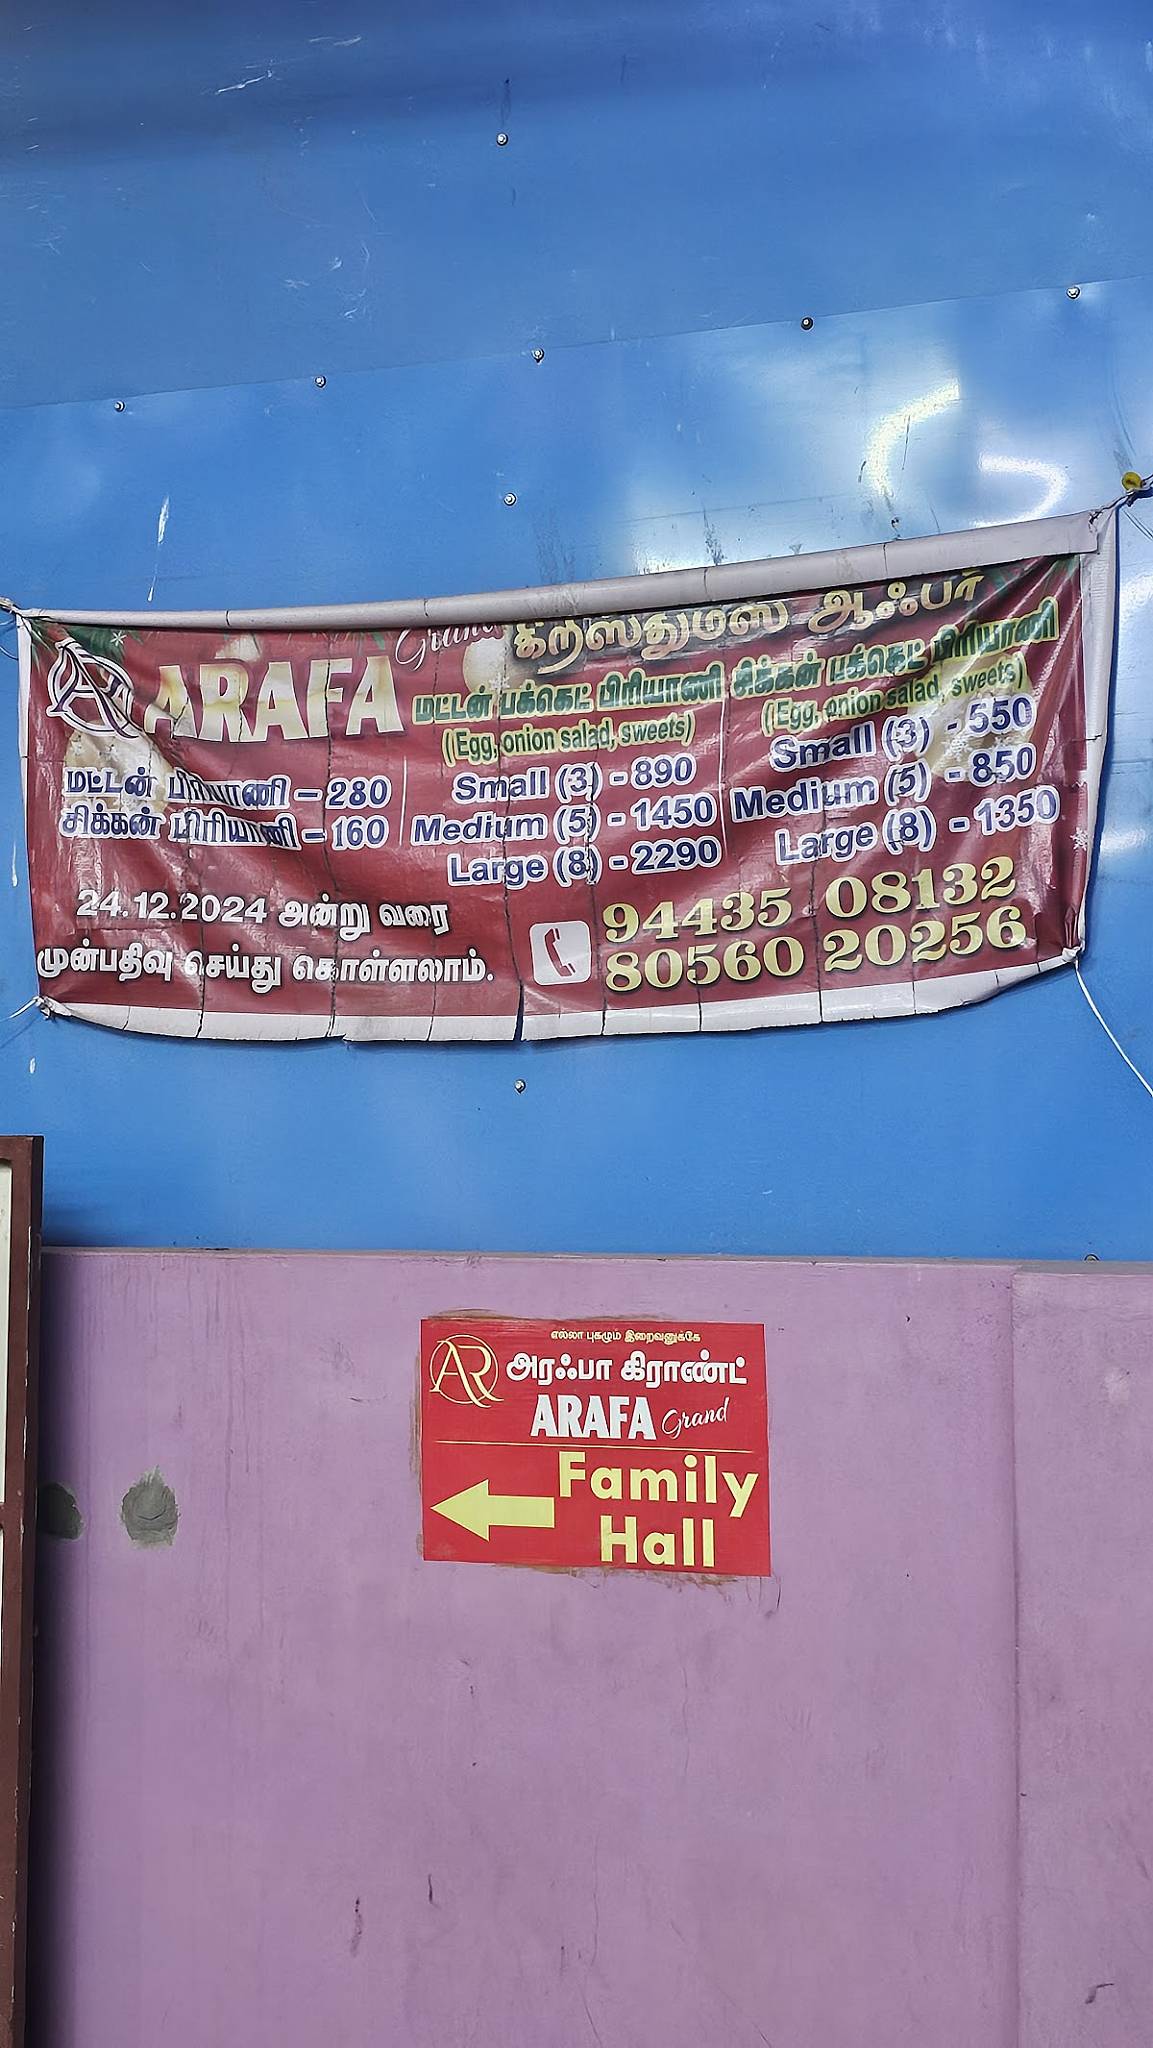 ARAFA Grand கிறிஸ்துமஸ் ஆஃபர்
மட்டன் பிரியாணி – 280
சிக்கன் பிரியாணி – 160
24.12.2024 அன்று வரை
முன்பதிவு செய்து கொள்ளலாம்.
மட்டன் பக்கெட் பிரியாணி
(Egg, onion salad, sweets)
Small (3) - 890
Medium (5) - 1450
Large (8) - 2290
சிக்கன் பக்கெட் பிரியாணி
(Egg, onion salad, sweets)
Small (3) - 550
Medium (5) - 850
Large (8) - 1350
94435 08132
80560 20256
எல்லா புகழும் இறைவனுக்கே
AR அரஃபா கிராண்ட்
ARAFA Grand
Family
Hall